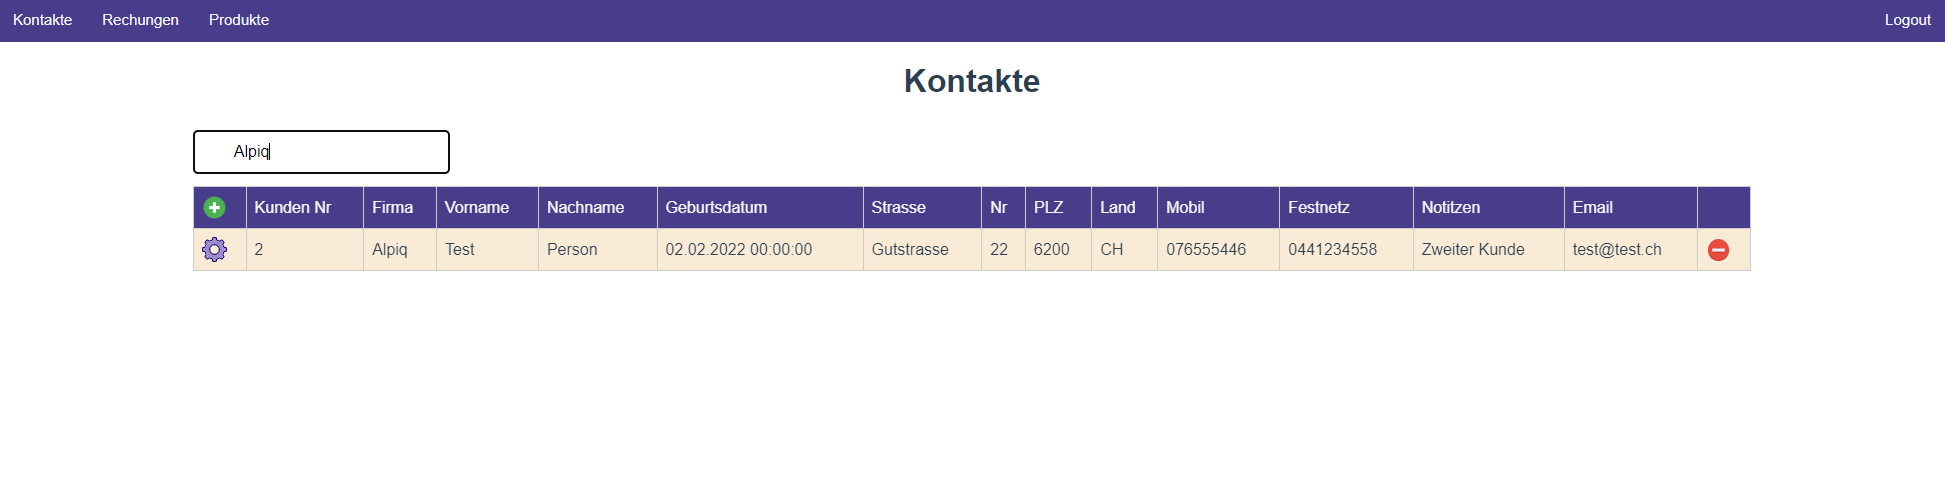 Kontakte Rechungen Produkte Logout
Kontakte
Alpiq
Kunden Nr Firma Vorname Nachname Geburtsdatum Strasse Nr PLZ Land Mobil Festnetz Notitzen Email
2 Alpiq Test Person 02.02.2022 00:00:00 Gutstrasse 22 6200 CH 076555446 0441234558 Zweiter Kunde test@test.ch